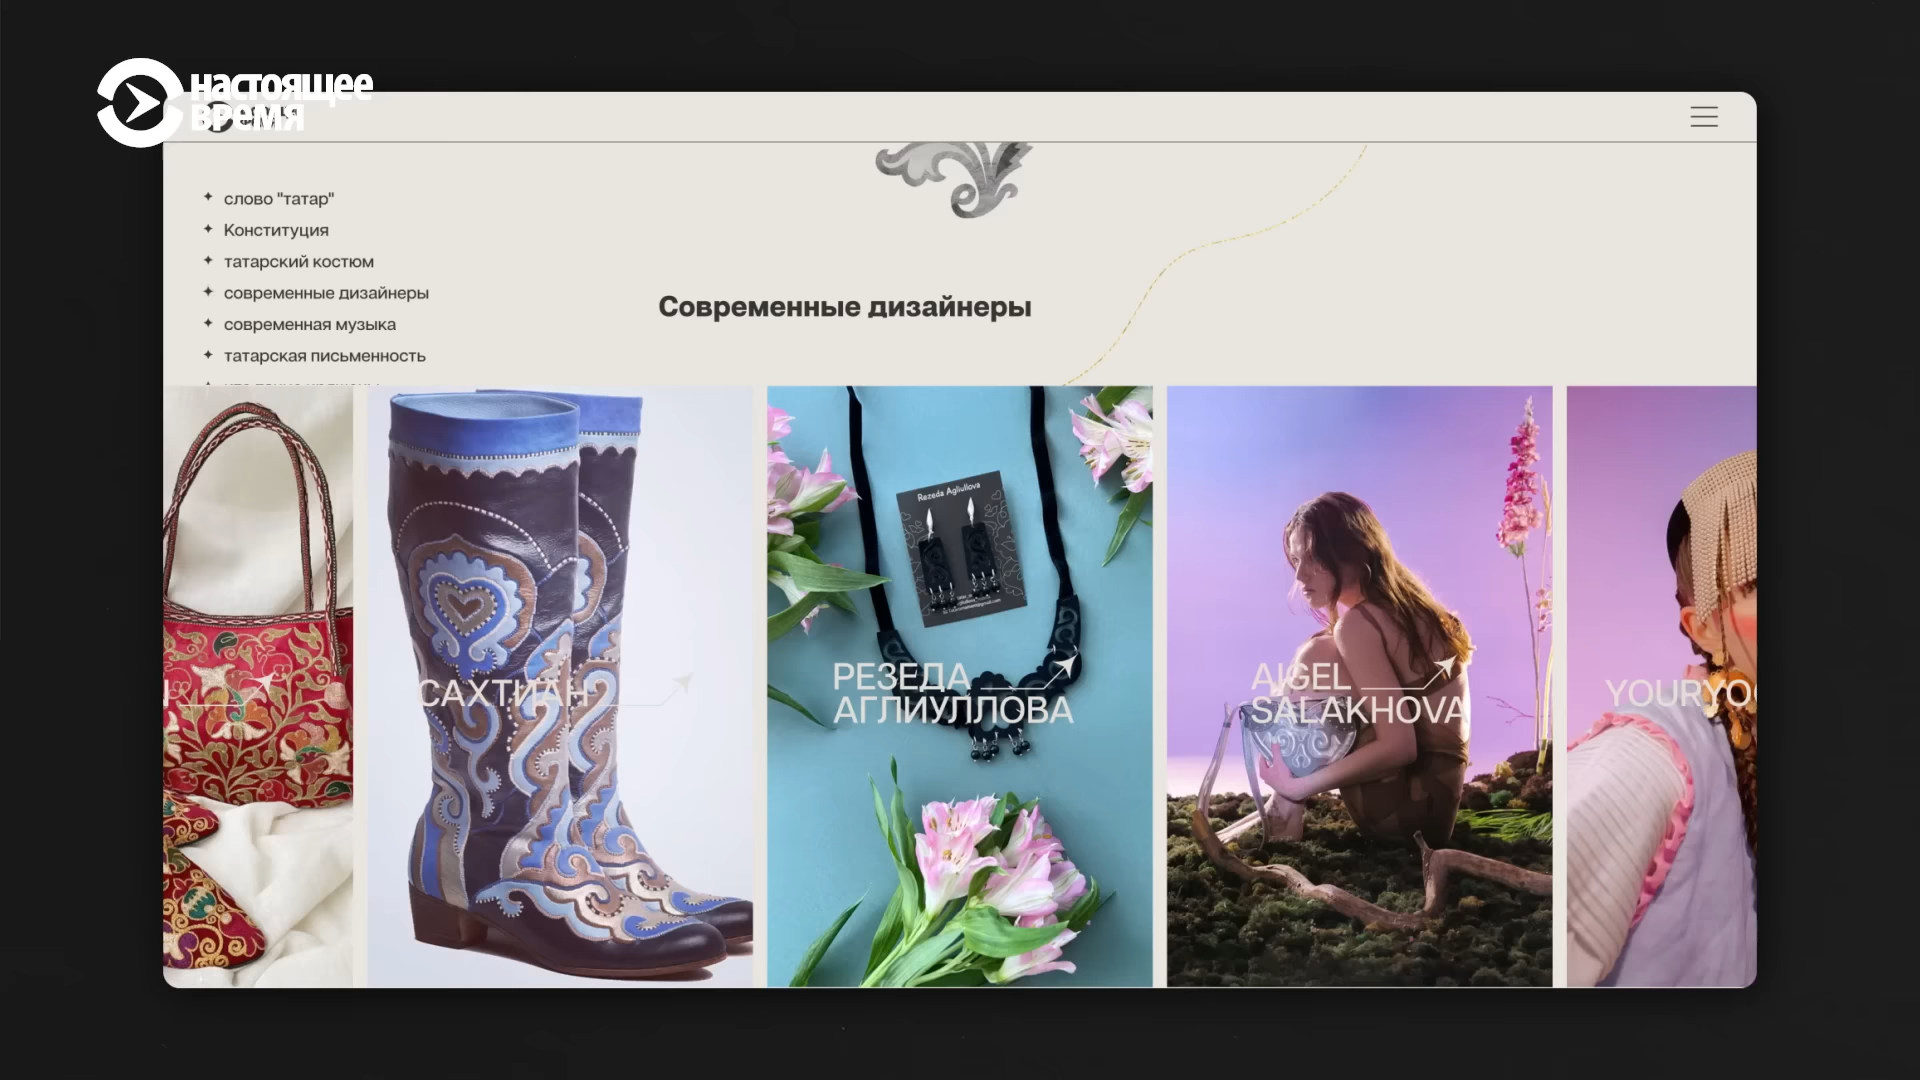 настоящее
время
слово "татар"
Конституция
татарский костюм
современные дизайнеры
современная музыка
татарская письменность
Современные дизайнеры
САХТИАН
Rezeda Agliullova
РЕЗЕДА
АГЛИУЛЛОВА
AIGEL
SALAKHOVA